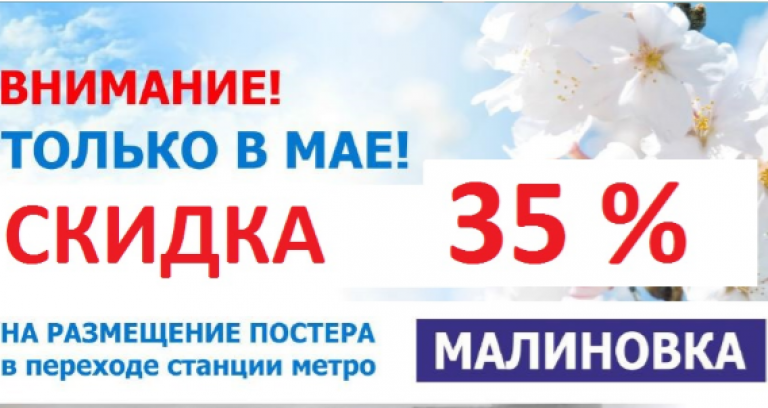 ВНИМАНИЕ!
ТОЛЬКО В МАЕ!
СКИДКА 35 %
НА РАЗМЕЩЕНИЕ ПОСТЕРА
в переходе станции метро
МАЛИНОВКА